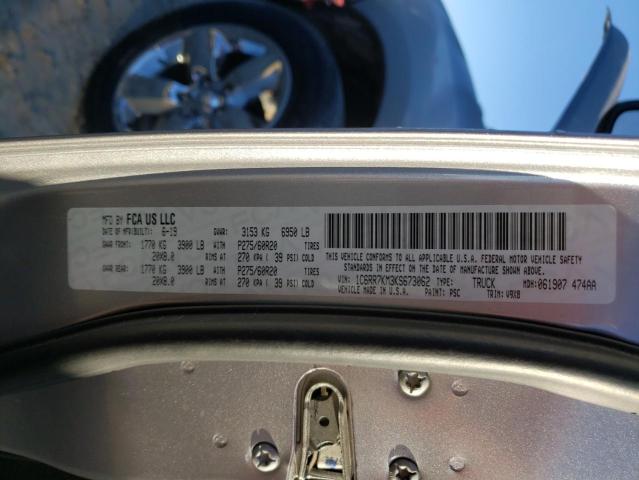 MFD BY FCA US LLC
DATE OF MFR(BUILT): 6-19 GVWR: 3153 KG 6950 LB
GAWR FRONT: 1770 KG 3900 LB WITH P275/60R20 TIRES
20X8.0 RIMS AT 270 KPA ( 39 PSI) COLD
GAWR REAR: 1770 KG 3900 LB WITH P275/60R20 TIRES
20X8.0 RIMS AT 270 KPA ( 39 PSI) COLD
THIS VEHICLE CONFORMS TO ALL APPLICABLE U.S.A. FEDERAL MOTOR VEHICLE SAFETY
STANDARDS IN EFFECT ON THE DATE OF MANUFACTURE SHOWN ABOVE.
VIN: 1C6RR7KM3KS673062 TYPE: TRUCK MDH: 061907 474AA
VEHICLE MADE IN U.S.A. PAINT: PSC TRIM: V9X8